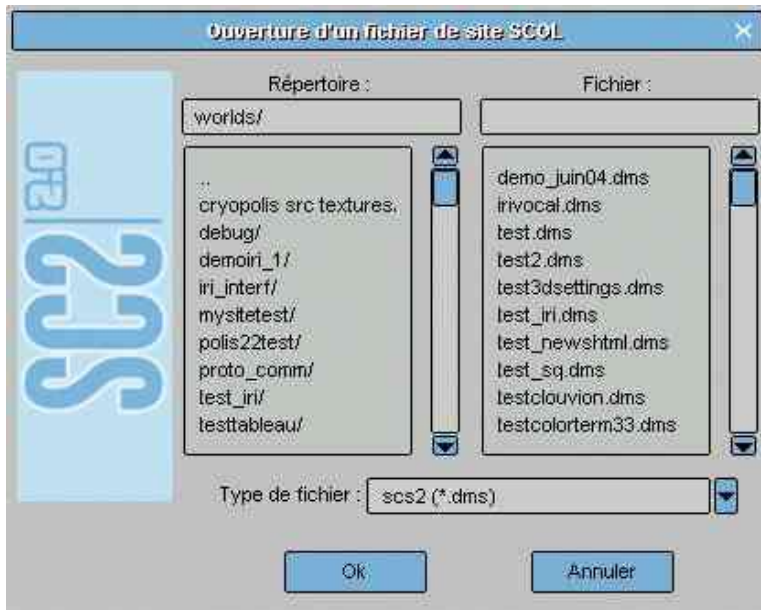 Ouverture d'un fichier de site SCOL
Répertoire :
worlds/
..
cryopolis src textures.
debug/
demoiri_1/
iri_interf/
mysitetest/
polis22test/
proto_comm/
test_iri/
testtableau/
Fichier :
demo_juin04.dms
irivocal.dms
test.dms
test2.dms
test3dsettings.dms
test_iri.dms
test_newshtml.dms
test_sq.dms
testclouvion.dms
testcolorterm33.dms
Type de fichier :
scs2 (*.dms)
Ok
Annuler